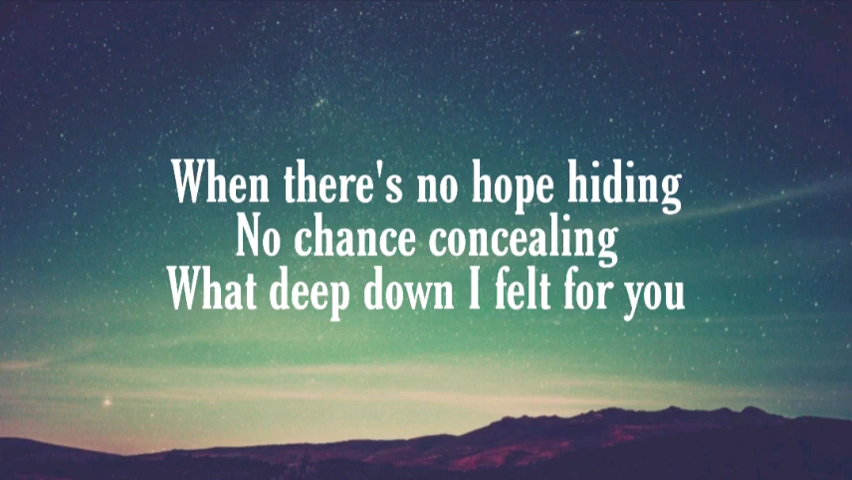 When there's no hope hiding
No chance concealing
What deep down I felt for you